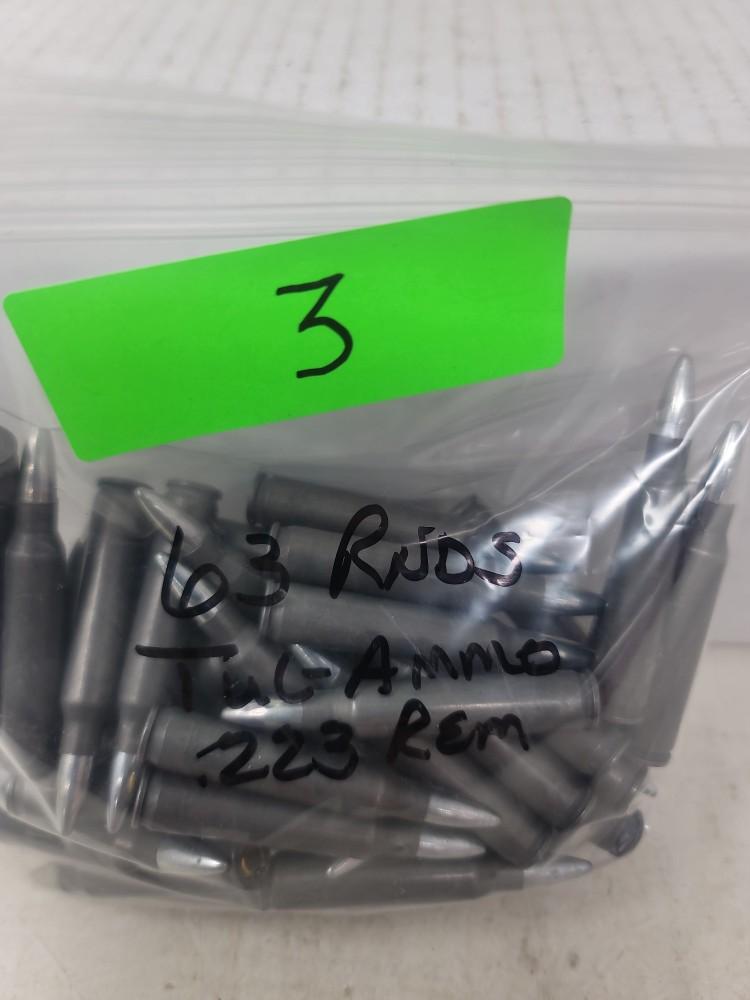 3
63 RNDS
TUL-AMMO
.223 REM